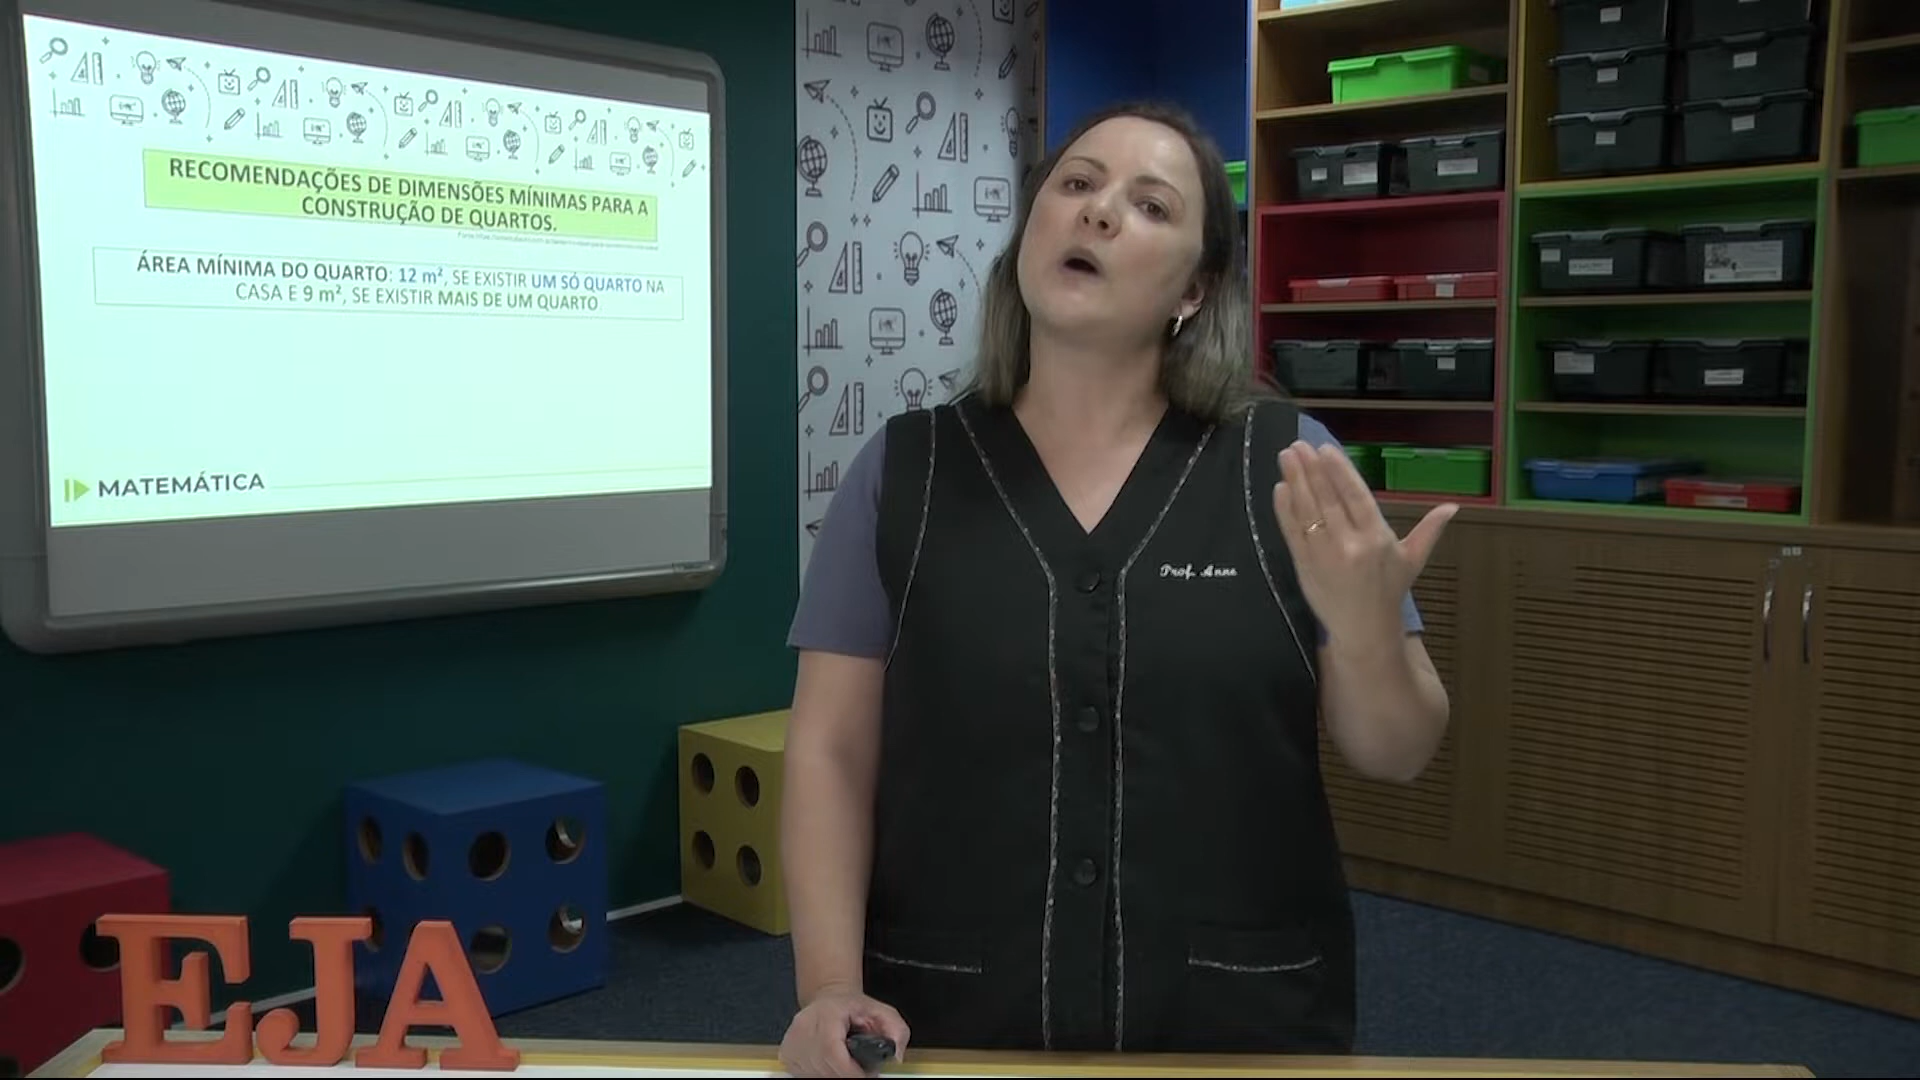 RECOMENDAÇÕES DE DIMENSÕES MÍNIMAS PARA A
CONSTRUÇÃO DE QUARTOS.
ÁREA MÍNIMA DO QUARTO: 12 m², SE EXISTIR UM SÓ QUARTO NA
CASA E 9 m², SE EXISTIR MAIS DE UM QUARTO
MATEMÁTICA
Prof. Anne
EJA